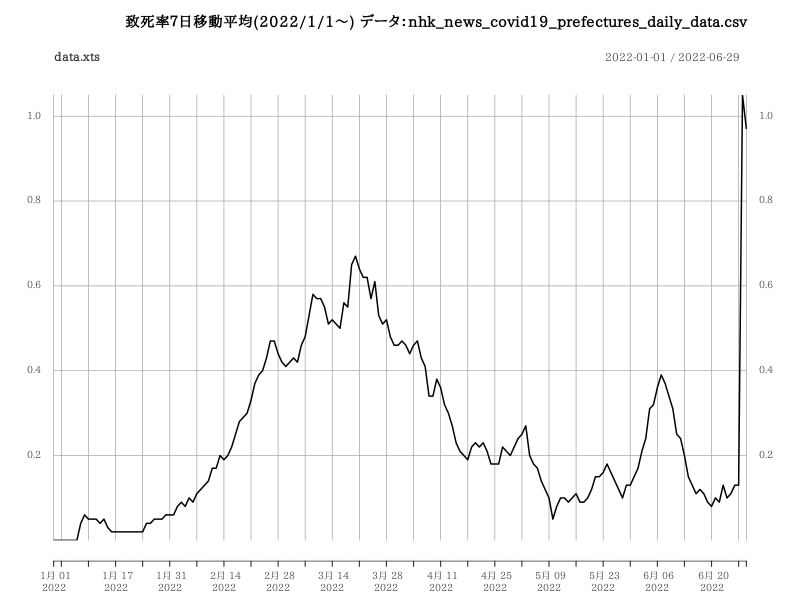 致死率7日移動平均(2022/1/1〜) データ:nhk_news_covid19_prefectures_daily_data.csv
data.xts 2022-01-01 / 2022-06-29
1.0 1.0
0.8 0.8
0.6 0.6
0.4 0.4
0.2 0.2
1月 01 1月 17 1月 31 2月 14 2月 28 3月 14 3月 28 4月 11 4月 25 5月 09 5月 23 6月 06 6月 20
2022 2022 2022 2022 2022 2022 2022 2022 2022 2022 2022 2022 2022